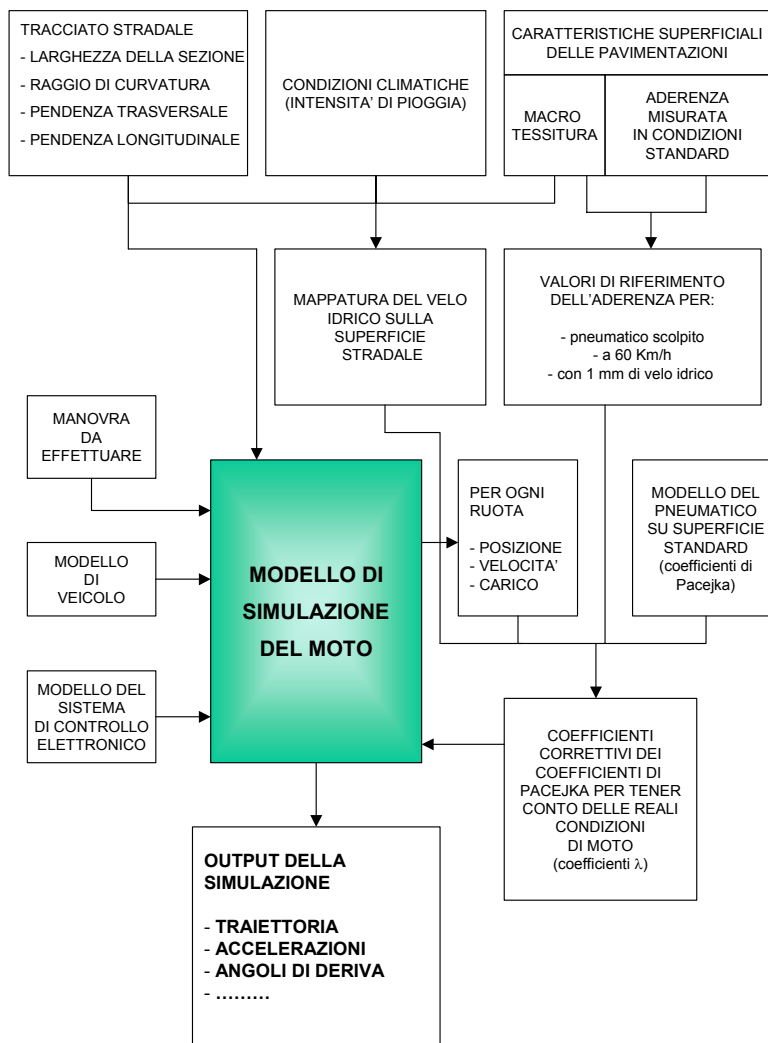 TRACCIATO STRADALE
- LARGHEZZA DELLA SEZIONE
- RAGGIO DI CURVATURA
- PENDENZA TRASVERSALE
- PENDENZA LONGITUDINALE
CONDIZIONI CLIMATICHE
(INTENSITA' DI PIOGGIA)
CARATTERISTICHE SUPERFICIALI
DELLE PAVIMENTAZIONI
MACRO
TESSITURA
ADERENZA
MISURATA
IN CONDIZIONI
STANDARD
MAPPATURA DEL VELO
IDRICO SULLA
SUPERFICIE
STRADALE
VALORI DI RIFERIMENTO
DELL'ADERENZA PER:
- pneumatico scolpito
- a 60 Km/h
- con 1 mm di velo idrico
MANOVRA
DA
EFFETTUARE
MODELLO
DI
VEICOLO
MODELLO DEL
SISTEMA
DI CONTROLLO
ELETTRONICO
MODELLO DI
SIMULAZIONE
DEL MOTO
PER OGNI
RUOTA
- POSIZIONE
- VELOCITA'
- CARICO
MODELLO DEL
PNEUMATICO
SU SUPERFICIE
STANDARD
(coefficienti di
Pacejka)
COEFFICIENTI
CORRETTIVI DEI
COEFFICIENTI DI
PACEJKA PER TENER
CONTO DELLE REALI
CONDIZIONI
DI MOTO
(coefficienti λ)
OUTPUT DELLA
SIMULAZIONE
- TRAIETTORIA
- ACCELERAZIONI
- ANGOLI DI DERIVA
- .........